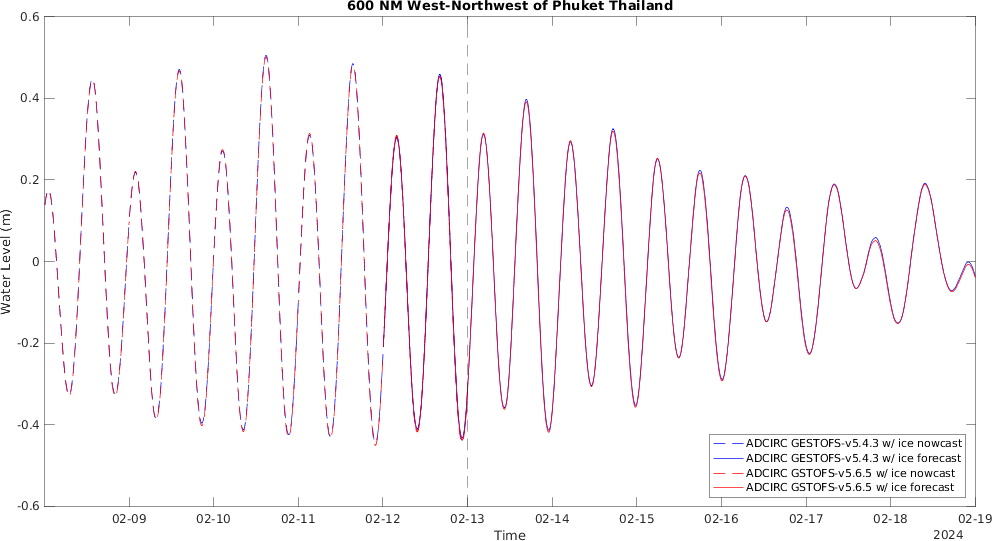 600 NM West-Northwest of Phuket Thailand
0.6
0.4
0.2
0
-0.2
-0.4
-0.6
Water Level (m)
ADCIRC GESTOFS-v5.4.3 w/ ice nowcast
ADCIRC GESTOFS-v5.4.3 w/ ice forecast
ADCIRC GSTOFS-v5.6.5 w/ ice nowcast
ADCIRC GSTOFS-v5.6.5 w/ ice forecast
02-09 02-10 02-11 02-12 02-13 02-14 02-15 02-16 02-17 02-18 02-19
Time
2024